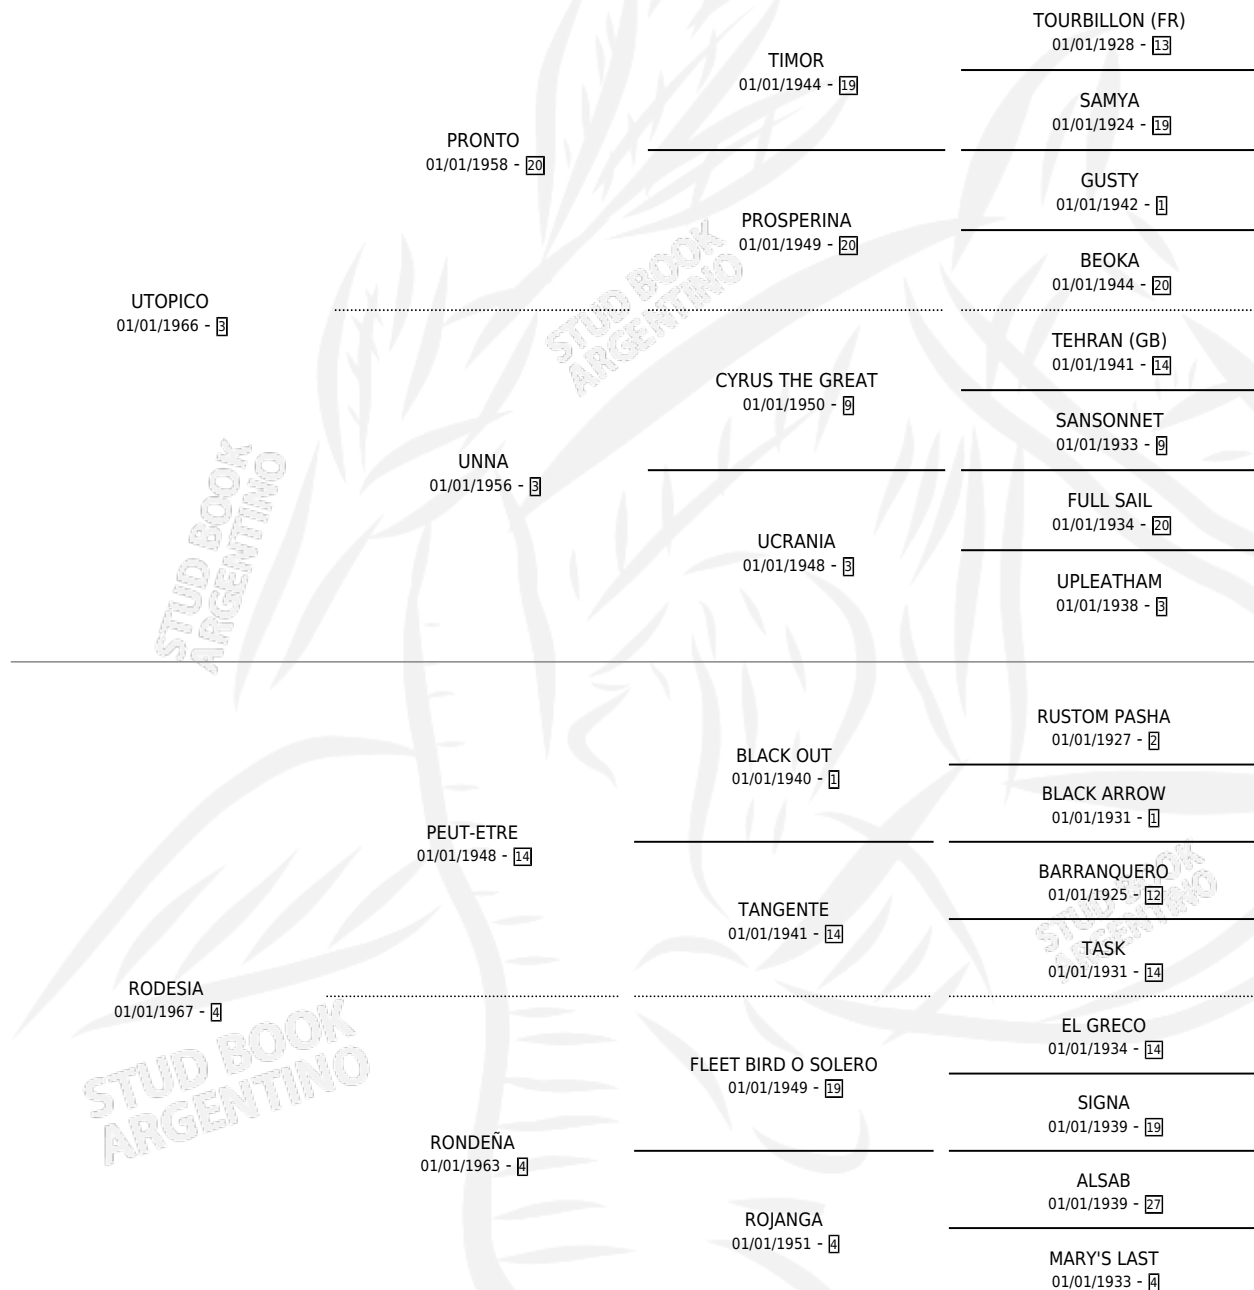 TOURBILLON (FR)
01/01/1928 - 13
TIMOR
01/01/1944 - 19
SAMYA
01/01/1924 - 19
PRONTO
01/01/1958 - 20
GUSTY
01/01/1942 - 1
PROSPERINA
01/01/1949 - 20
BEOKA
01/01/1944 - 20
UTOPICO
01/01/1966 - 3
STUD BOOK
ARGENTINO
TEHRAN (GB)
01/01/1941 - 14
CYRUS THE GREAT
01/01/1950 - 9
SANSONNET
01/01/1933 - 9
UNNA
01/01/1956 - 3
FULL SAIL
01/01/1934 - 20
UCRANIA
01/01/1948 - 3
UPLEATHAM
01/01/1938 - 3
STUD BOOK
ARGENTINO
RUSTOM PASHA
01/01/1927 - 2
BLACK OUT
01/01/1940 - 1
BLACK ARROW
01/01/1931 - 1
PEUT-ETRE
01/01/1948 - 14
BARRANQUERO
01/01/1925 - 12
TANGENTE
01/01/1941 - 14
TASK
01/01/1931 - 14
STUD BOOK
ARGENTINO
RODESIA
01/01/1967 - 4
STUD BOOK
ARGENTINO
EL GRECO
01/01/1934 - 14
FLEET BIRD O SOLERO
01/01/1949 - 19
SIGNA
01/01/1939 - 19
RONDEÑA
01/01/1963 - 4
ALSAB
01/01/1939 - 27
ROJANGA
01/01/1951 - 4
MARY'S LAST
01/01/1933 - 4